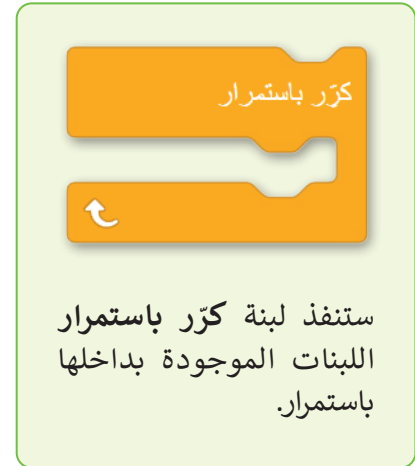 كرّر باستمرار
ستنفذ لبنة كرّر باستمرار
اللبنات الموجودة بداخلها
باستمرار.